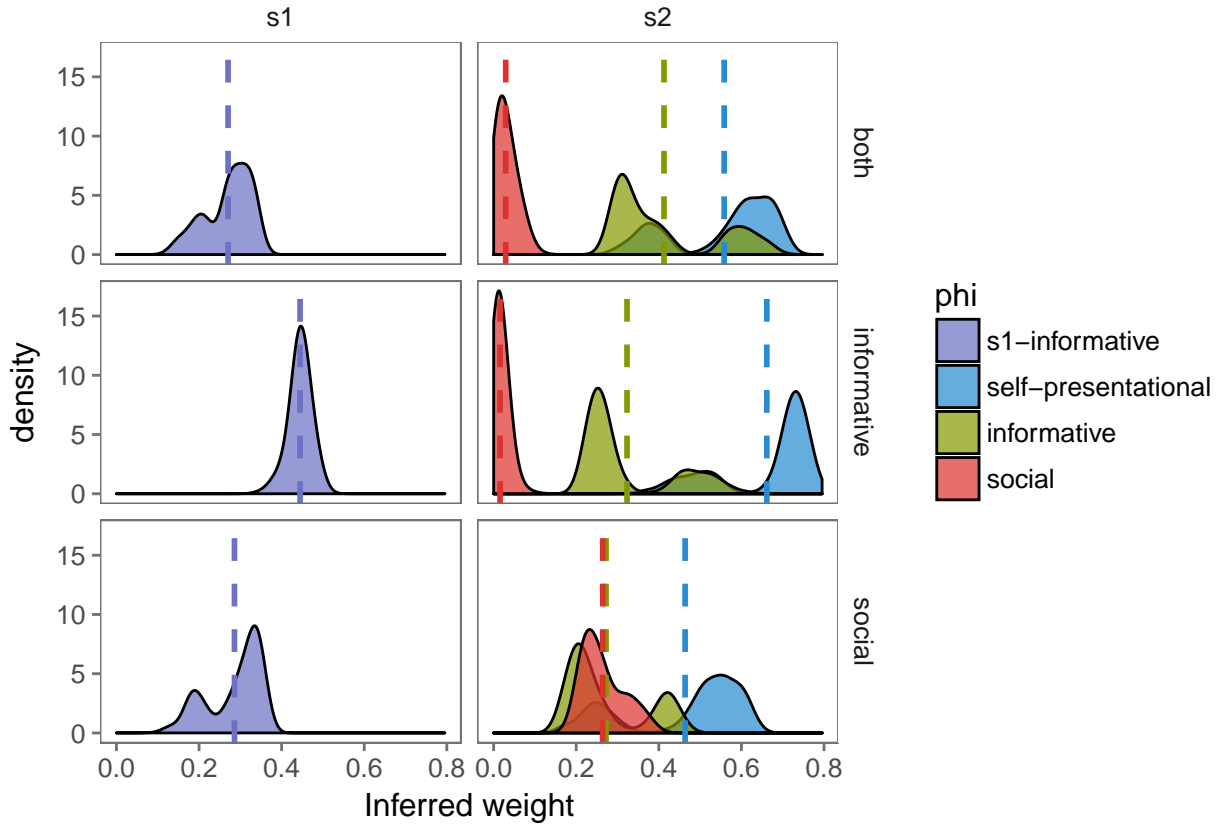 s1
s2
15
10
5
0
both
15
10
5
0
informative
15
10
5
0
social
density
0.0
0.2
0.4
0.6
0.8
0.0
0.2
0.4
0.6
0.8
Inferred weight
phi
s1−informative
self−presentational
informative
social